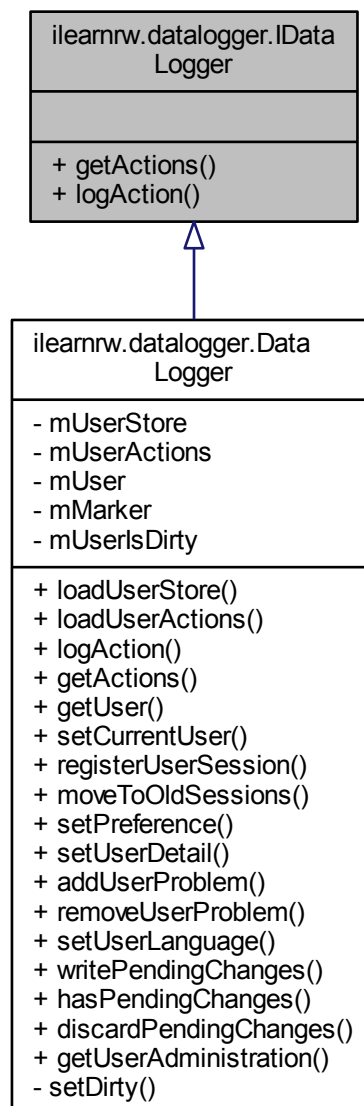 ilearnrw.datalogger.IData
Logger
+ getActions()
+ logAction()
ilearnrw.datalogger.Data
Logger
- mUserStore
- mUserActions
- mUser
- mMarker
- mUserIsDirty
+ loadUserStore()
+ loadUserActions()
+ logAction()
+ getActions()
+ getUser()
+ setCurrentUser()
+ registerUserSession()
+ moveToOldSessions()
+ setPreference()
+ setUserDetail()
+ addUserProblem()
+ removeUserProblem()
+ setUserLanguage()
+ writePendingChanges()
+ hasPendingChanges()
+ discardPendingChanges()
+ getUserAdministration()
- setDirty()